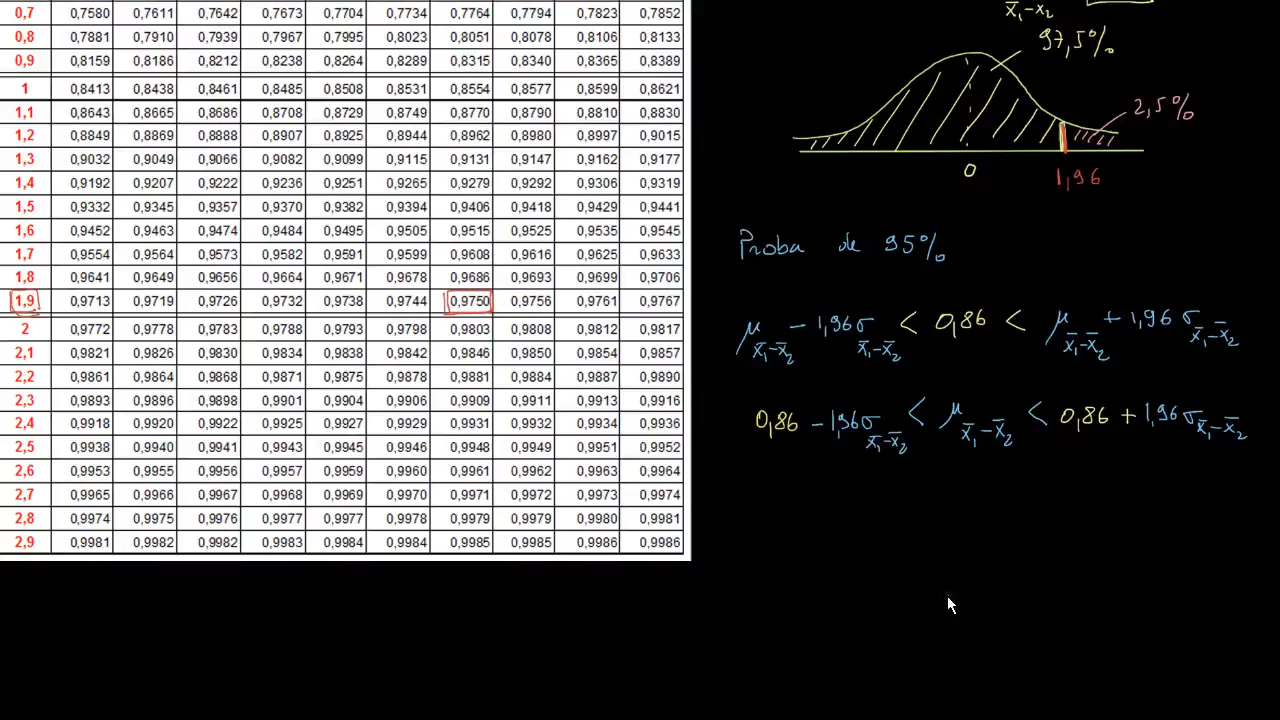 0,7 0,7580 0,7611 0,7642 0,7673 0,7704 0,7734 0,7764 0,7794 0,7823 0,7852
0,8 0,7881 0,7910 0,7939 0,7967 0,7995 0,8023 0,8051 0,8078 0,8106 0,8133
0,9 0,8159 0,8186 0,8212 0,8238 0,8264 0,8289 0,8315 0,8340 0,8365 0,8389
1 0,8413 0,8438 0,8461 0,8485 0,8508 0,8531 0,8554 0,8577 0,8599 0,8621
1,1 0,8643 0,8665 0,8686 0,8708 0,8729 0,8749 0,8770 0,8790 0,8810 0,8830
1,2 0,8849 0,8869 0,8888 0,8907 0,8925 0,8944 0,8962 0,8980 0,8997 0,9015
1,3 0,9032 0,9049 0,9066 0,9082 0,9099 0,9115 0,9131 0,9147 0,9162 0,9177
1,4 0,9192 0,9207 0,9222 0,9236 0,9251 0,9265 0,9279 0,9292 0,9306 0,9319
1,5 0,9332 0,9345 0,9357 0,9370 0,9382 0,9394 0,9406 0,9418 0,9429 0,9441
1,6 0,9452 0,9463 0,9474 0,9484 0,9495 0,9505 0,9515 0,9525 0,9535 0,9545
1,7 0,9554 0,9564 0,9573 0,9582 0,9591 0,9599 0,9608 0,9616 0,9625 0,9633
1,8 0,9641 0,9649 0,9656 0,9664 0,9671 0,9678 0,9686 0,9693 0,9699 0,9706
1,9 0,9713 0,9719 0,9726 0,9732 0,9738 0,9744 0,9750 0,9756 0,9761 0,9767
2 0,9772 0,9778 0,9783 0,9788 0,9793 0,9798 0,9803 0,9808 0,9812 0,9817
2,1 0,9821 0,9826 0,9830 0,9834 0,9838 0,9842 0,9846 0,9850 0,9854 0,9857
2,2 0,9861 0,9864 0,9868 0,9871 0,9875 0,9878 0,9881 0,9884 0,9887 0,9890
2,3 0,9893 0,9896 0,9898 0,9901 0,9904 0,9906 0,9909 0,9911 0,9913 0,9916
2,4 0,9918 0,9920 0,9922 0,9925 0,9927 0,9929 0,9931 0,9932 0,9934 0,9936
2,5 0,9938 0,9940 0,9941 0,9943 0,9945 0,9946 0,9948 0,9949 0,9951 0,9952
2,6 0,9953 0,9955 0,9956 0,9957 0,9959 0,9960 0,9961 0,9962 0,9963 0,9964
2,7 0,9965 0,9966 0,9967 0,9968 0,9969 0,9970 0,9971 0,9972 0,9973 0,9974
2,8 0,9974 0,9975 0,9976 0,9977 0,9977 0,9978 0,9979 0,9979 0,9980 0,9981
2,9 0,9981 0,9982 0,9982 0,9983 0,9984 0,9984 0,9985 0,9985 0,9986 0,9986
x̅₁-x₂
97,5%
2,5%
0
1,96
Proba de 95%
μ x̅₁-x̅₂ - 1,96σ x̅₁-x̅₂ < 0,86 < μ x̅₁-x̅₂ + 1,96 σ x̅₁-x̅₂
0,86 - 1,96σ x̅₁-x̅₂ < μ x̅₁-x̅₂ < 0,86 + 1,96 σ x̅₁-x̅₂